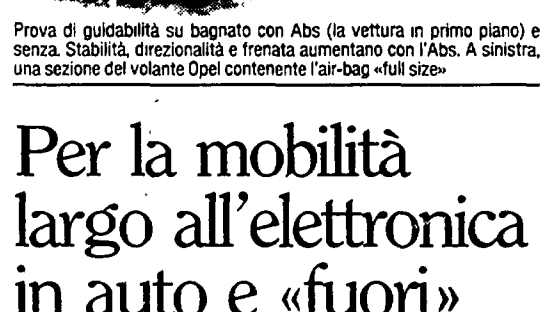 Prova di guidabilità su bagnato con Abs (la vettura in primo piano) e
senza. Stabilità, direzionalità e frenata aumentano con l'Abs. A sinistra,
una sezione del volante Opel contenente l'air-bag «full size»
Per la mobilità
largo all'elettronica
in auto e «fuori»